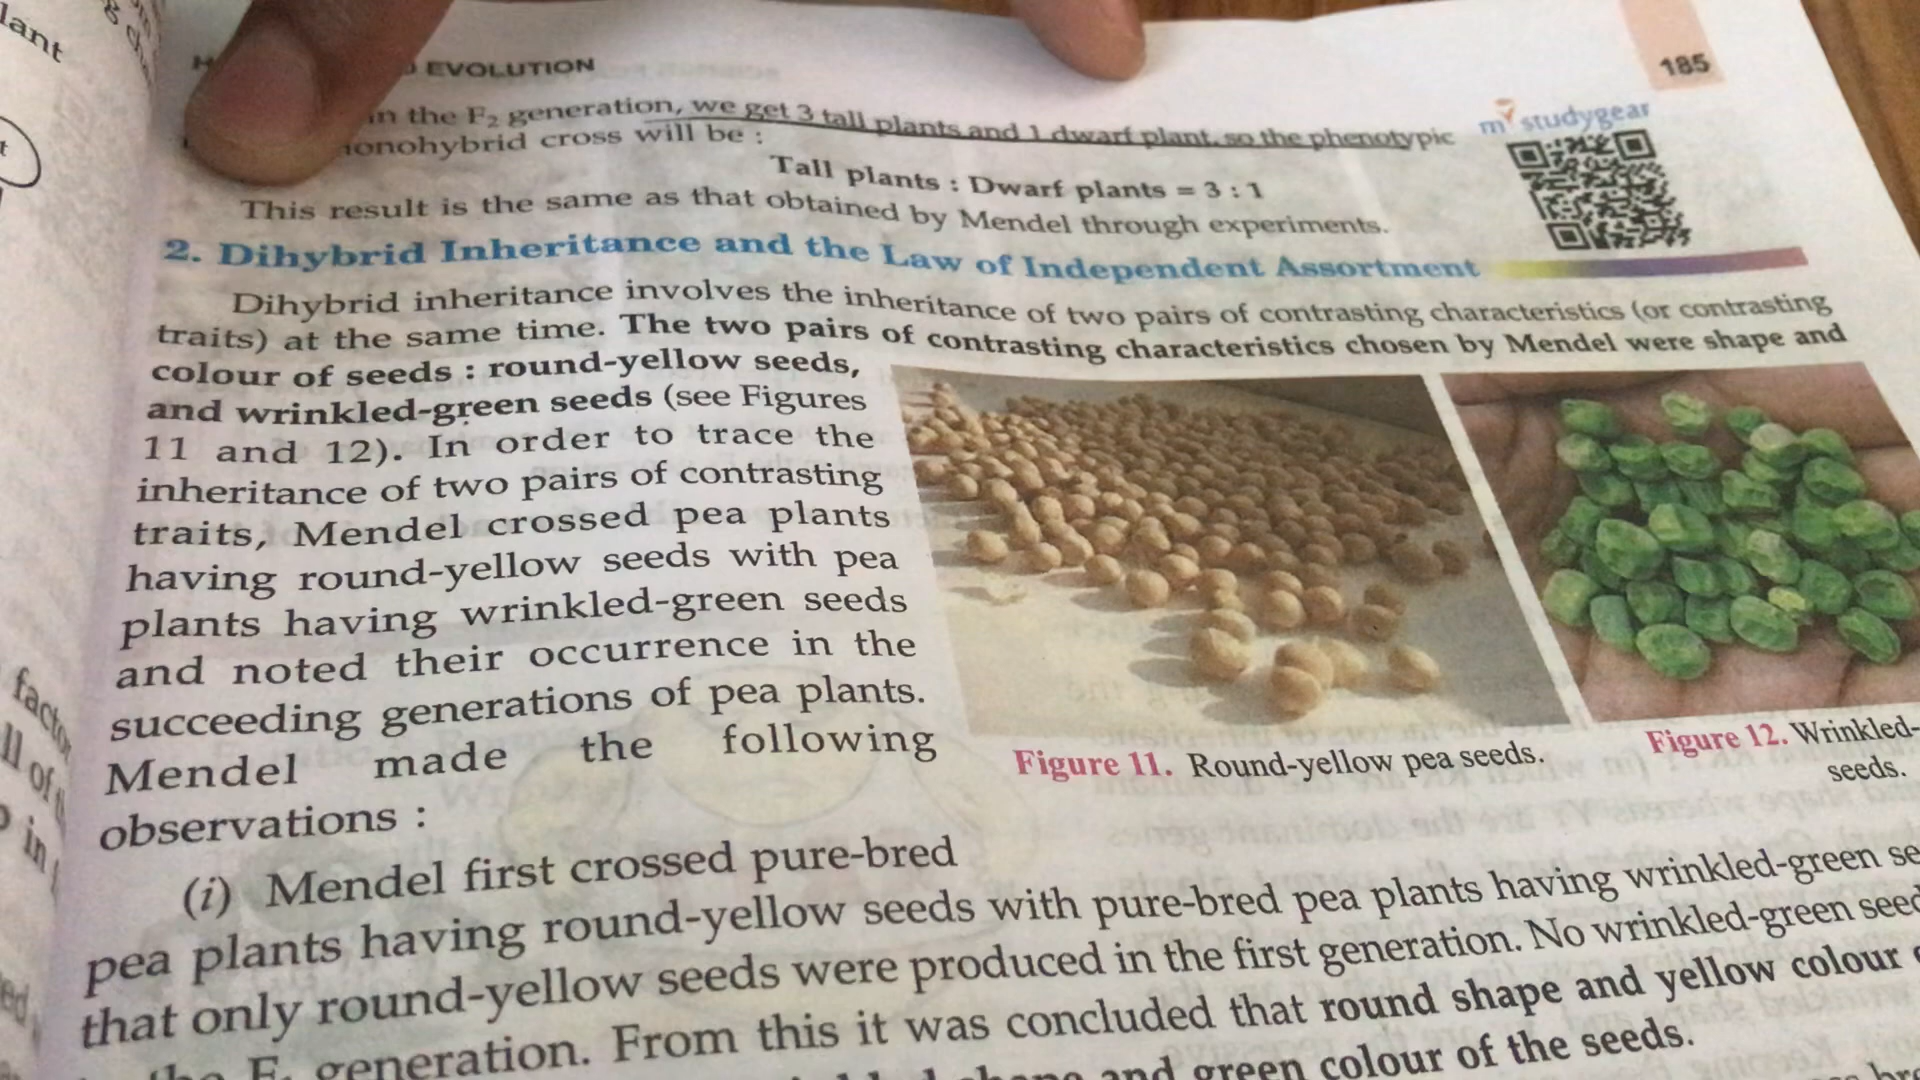 EVOLUTION
185
in the F₂ generation, we get 3 tall plants and 1 dwarf plant, so the phenotypic
cross will be :
Tall plants : Dwarf plants = 3 : 1
This result is the same as that obtained by Mendel through experiments.
studygear
2. Dihybrid Inheritance and the Law of Independent Assortment
Dihybrid inheritance involves the inheritance of two pairs of contrasting characteristics (or contrasting
traits) at the same time. The two pairs of contrasting characteristics chosen by Mendel were shape and
colour of seeds : round-yellow seeds,
and wrinkled-green seeds (see Figures
11 and 12). In order to trace the
inheritance of two pairs of contrasting
traits, Mendel crossed pea plants
having round-yellow seeds with pea
plants having wrinkled-green seeds
and noted their occurrence in the
succeeding generations of pea plants.
Mendel made the following
observations :
Figure 11. Round-yellow pea seeds.
Figure 12. Wrinkled-
seeds.
(i) Mendel first crossed pure-bred
pea plants having round-yellow seeds with pure-bred pea plants having wrinkled-green
that only round-yellow seeds were produced in the first generation. No wrinkled-green
generation. From this it was concluded that round shape and yellow colour
and green colour of the seeds.